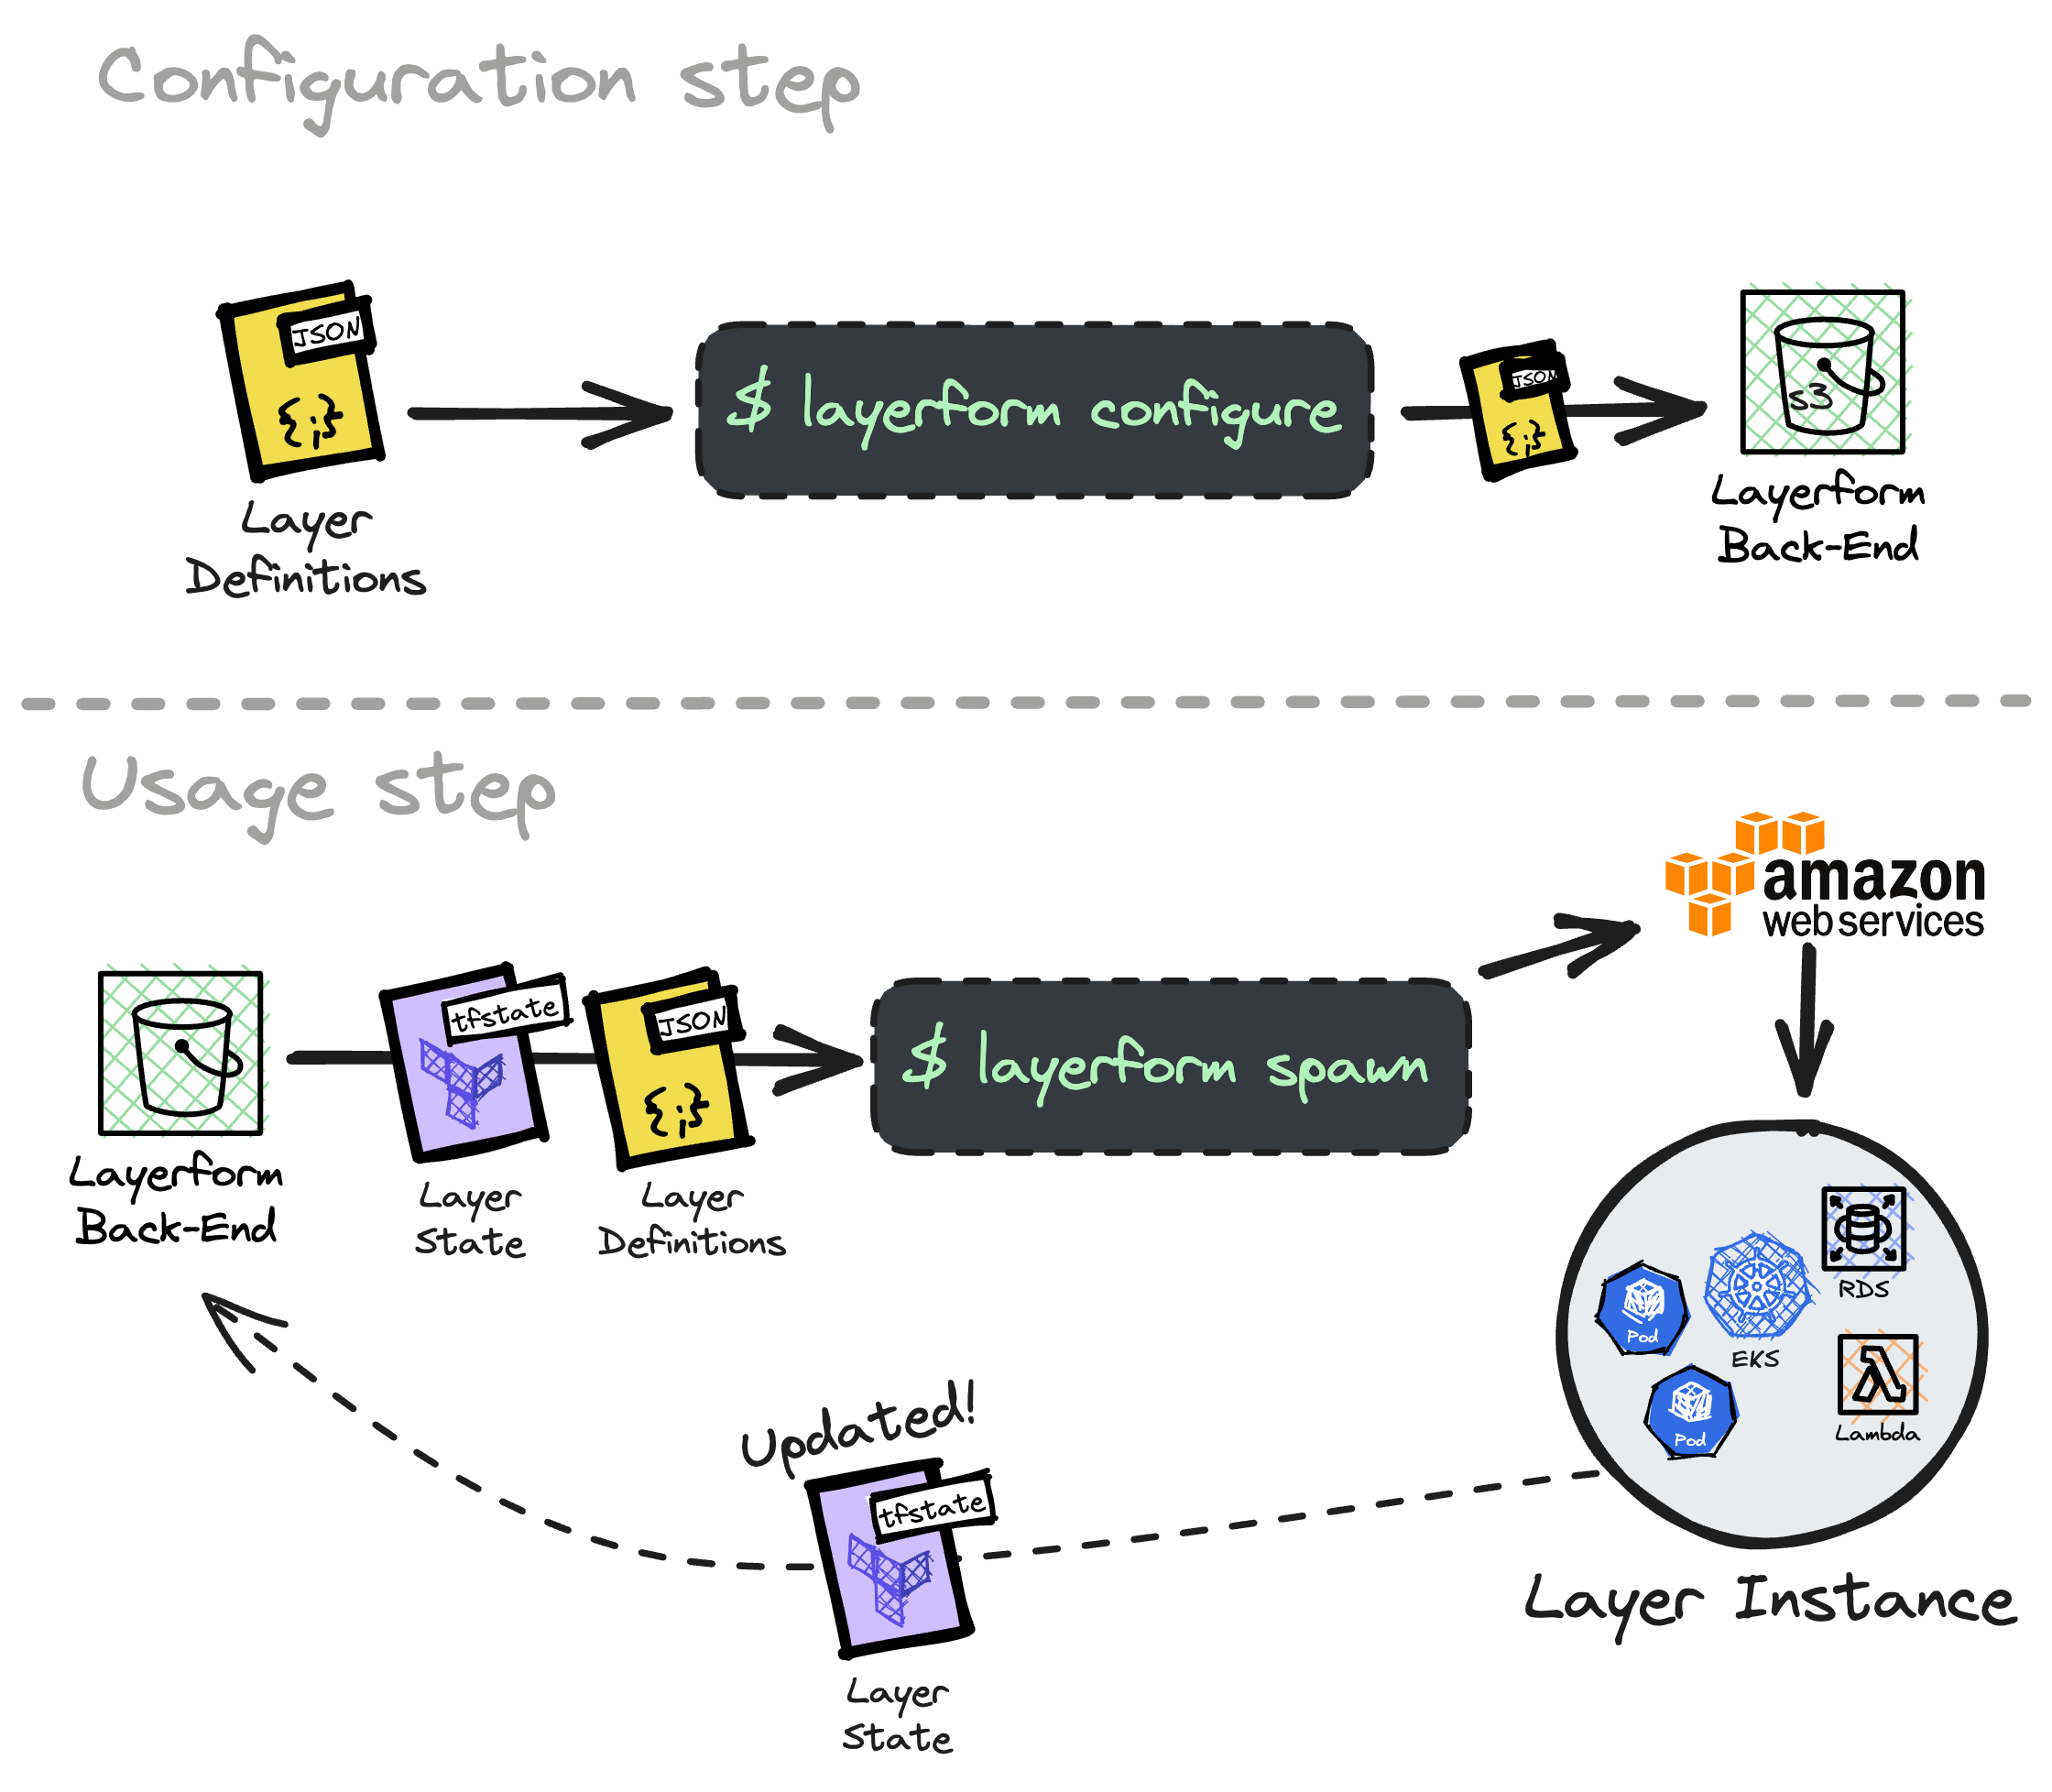 Configuration step
JSON
{;}
Layer
Definitions
$ layerform configure
JSON
{;}
s3
Layerform
Back-End
Usage step
amazon
web services
Layerform
Back-End
tfstate
Layer
State
JSON
{;}
Layer
Definitions
$ layerform spawn
RDS
Pod
EKS
Pod
Lambda
Layer Instance
Updated!
tfstate
Layer
State